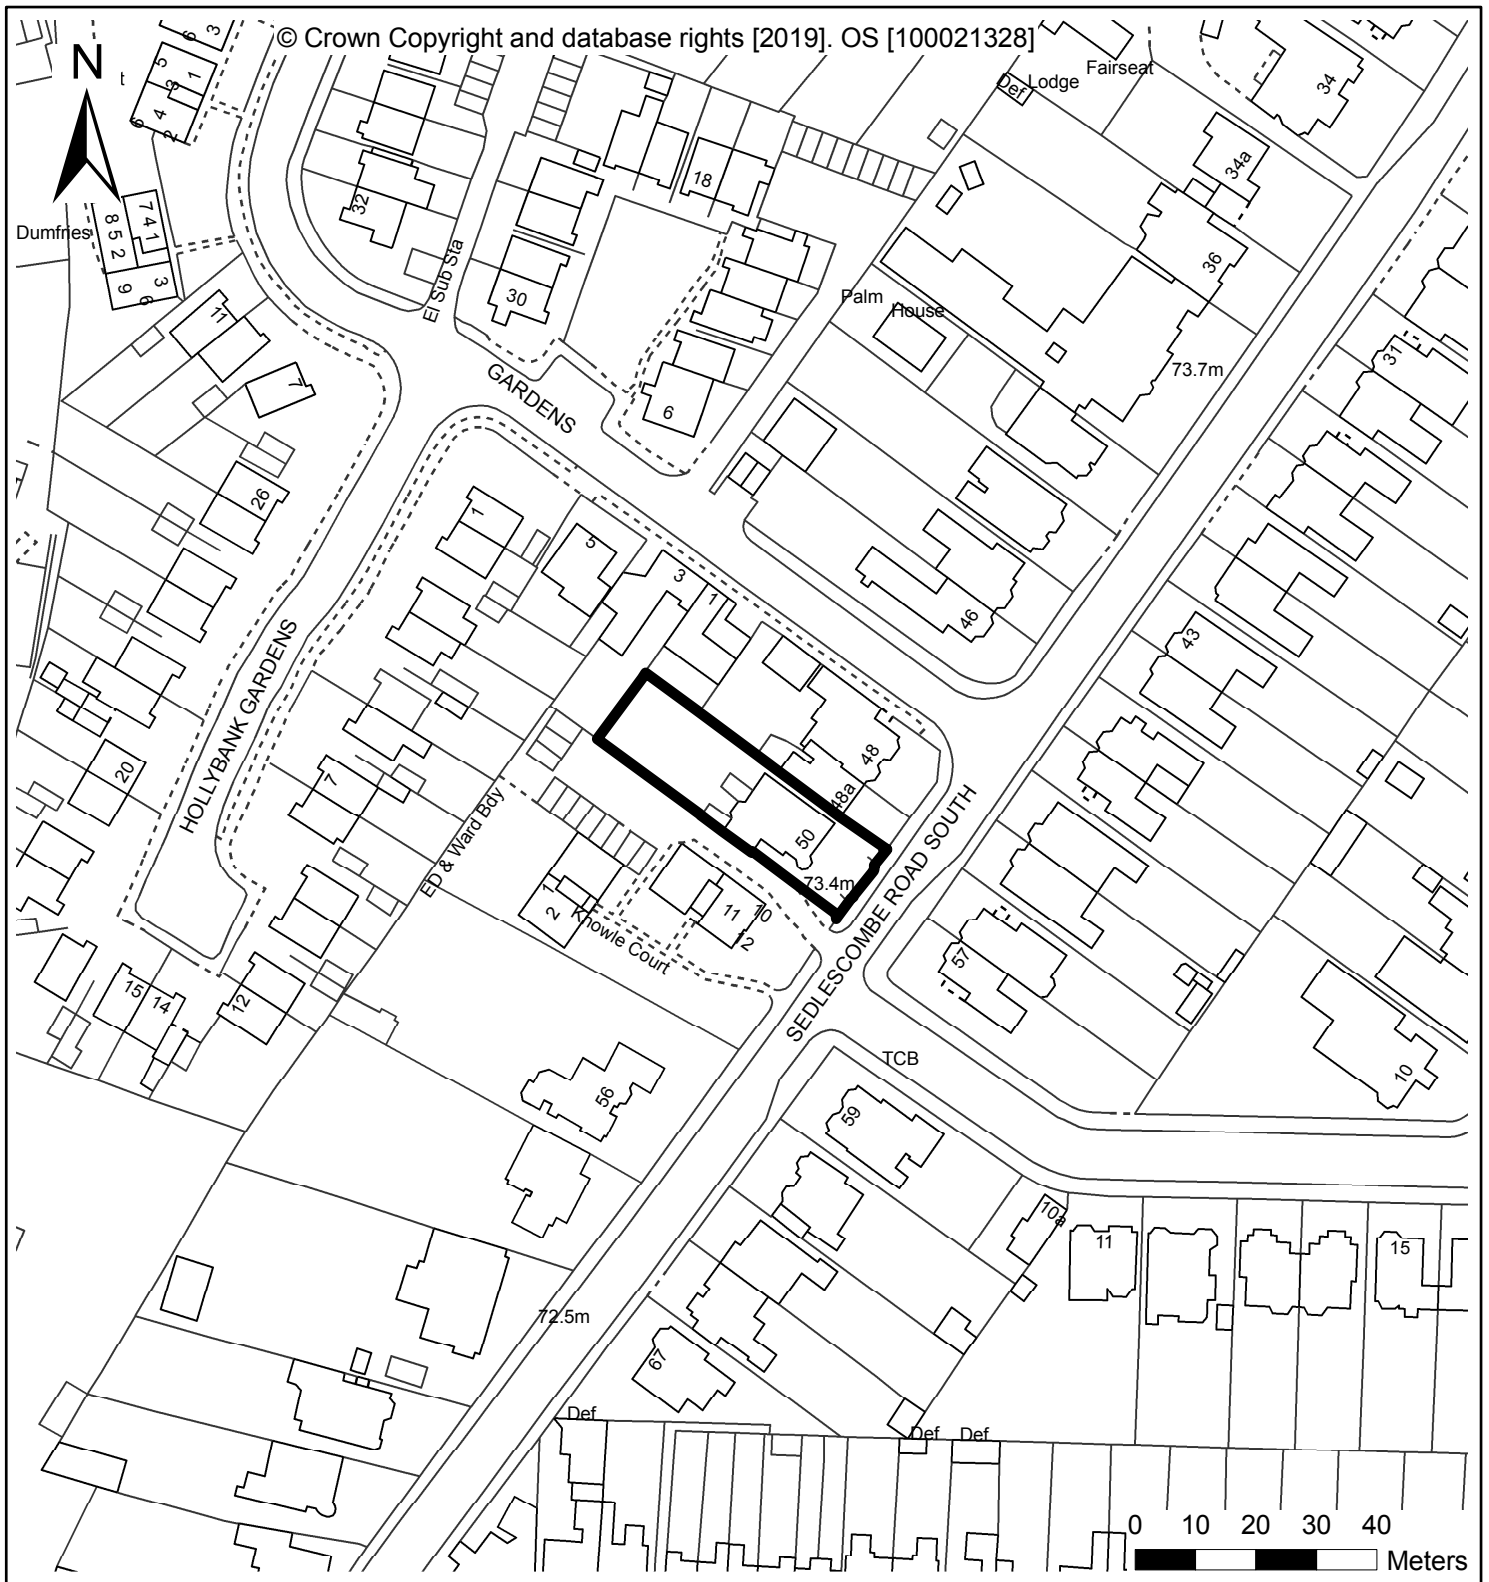 © Crown Copyright and database rights [2019]. OS [100021328]
N
t
6
3
5
3
1
4
6
2
Def
Lodge
Fairseat
34
34a
36
18
32
Dumfries
8 5 2
7 4 1
3
6
9
El Sub Sta
30
Palm
House
73.7m
31
11
7
GARDENS
6
26
1
5
3
1
46
43
HOLLYBANK GARDENS
20
7
48
48a
50
73.4m
SEDLESCOMBE ROAD SOUTH
ED & Ward Bdy
1
2
Knowle Court
11
10
12
57
15
14
12
TCB
10
56
59
10a
11
15
72.5m
67
Def
Def
Def
0 10 20 30 40
Meters